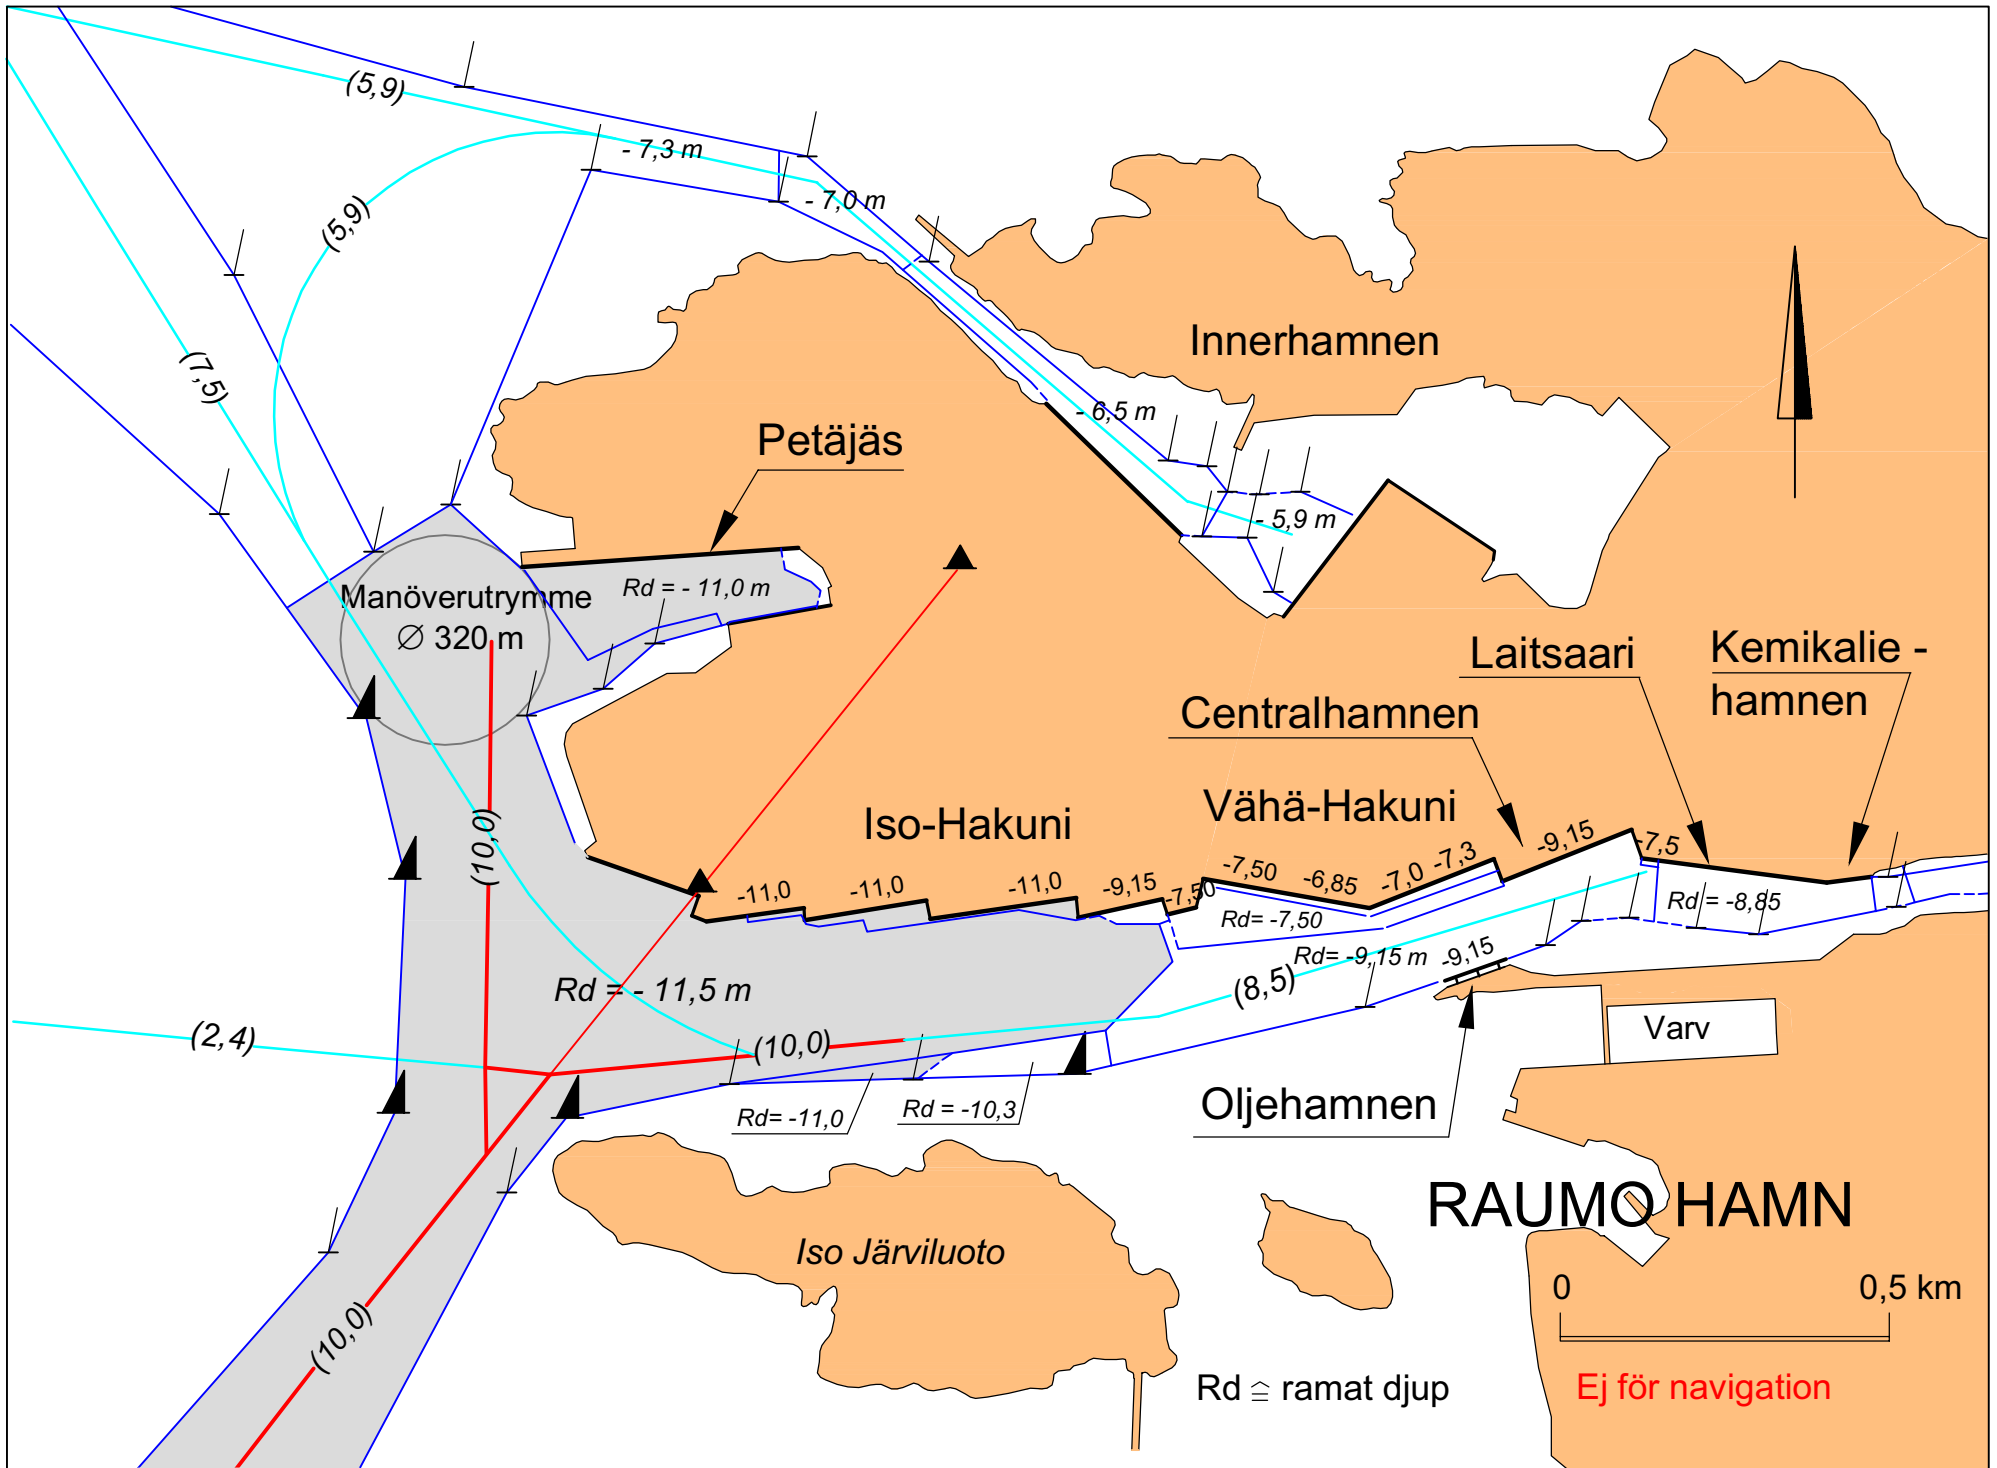 (5,9)
- 7,3 m
- 7,0 m
(5,9)
(7,5)
Innerhamnen
- 6,5 m
Petäjäs
- 5,9 m
Manöverutrymme
∅ 320 m
Rd = - 11,0 m
Laitsaari
Kemikalie -
hamnen
Centralhamnen
Iso-Hakuni
Vähä-Hakuni
(10,0)
-11,0
-11,0
-11,0
-9,15
-7,50
-7,50
-6,85
-7,0
-7,3
-9,15
-7,5
Rd= -7,50
Rd = -8,85
Rd= -9,15 m
-9,15
Rd = - 11,5 m
(8,5)
(2,4)
(10,0)
Varv
Rd= -11,0
Rd = -10,3
Oljehamnen
RAUMO HAMN
Iso Järviluoto
0
0,5 km
(10,0)
Rd ≙ ramat djup
Ej för navigation